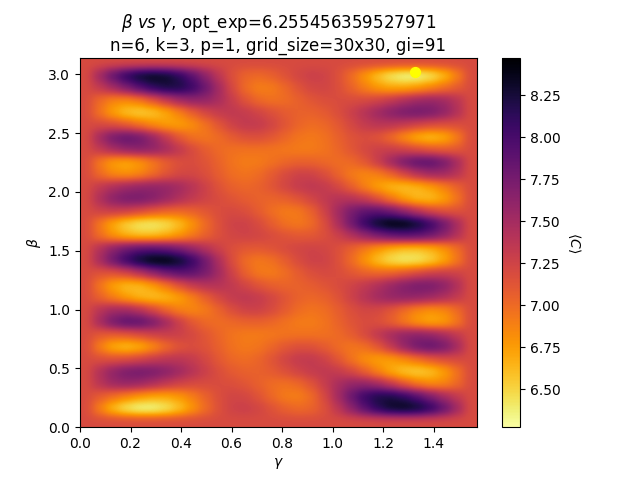 β vs γ, opt_exp=6.255456359527971
n=6, k=3, p=1, grid_size=30x30, gi=91
3.0
2.5
2.0
1.5
1.0
0.5
0.0
β
0.0 0.2 0.4 0.6 0.8 1.0 1.2 1.4
γ
8.25
8.00
7.75
7.50
7.25
7.00
6.75
6.50
⟨C⟩